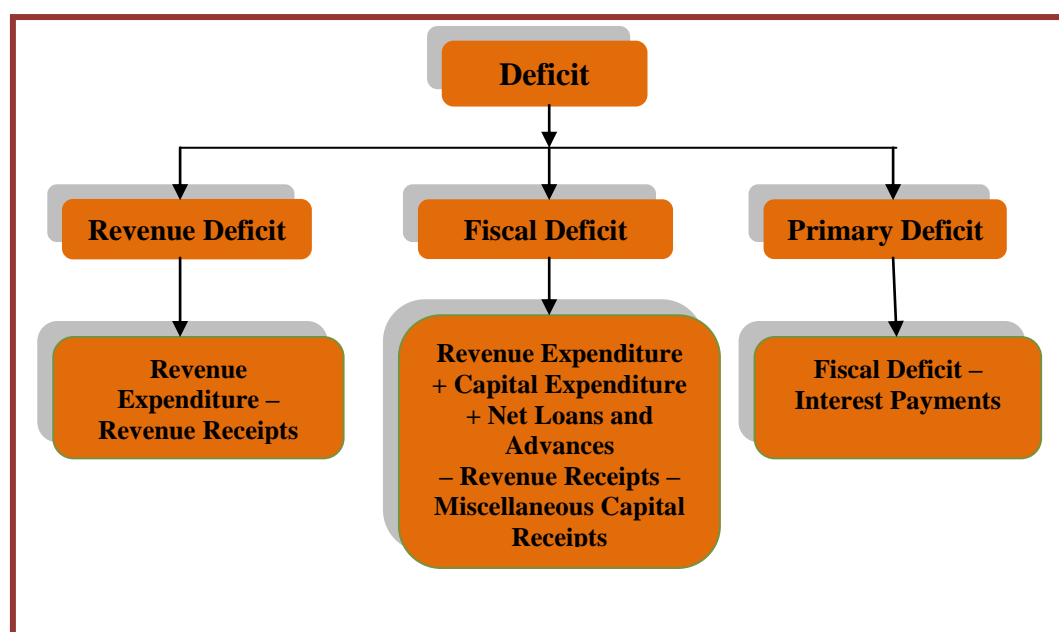 Deficit
Revenue Deficit
Fiscal Deficit
Primary Deficit
Revenue
Expenditure –
Revenue Receipts
Revenue Expenditure
+ Capital Expenditure
+ Net Loans and
Advances
– Revenue Receipts –
Miscellaneous Capital
Receipts
Fiscal Deficit –
Interest Payments